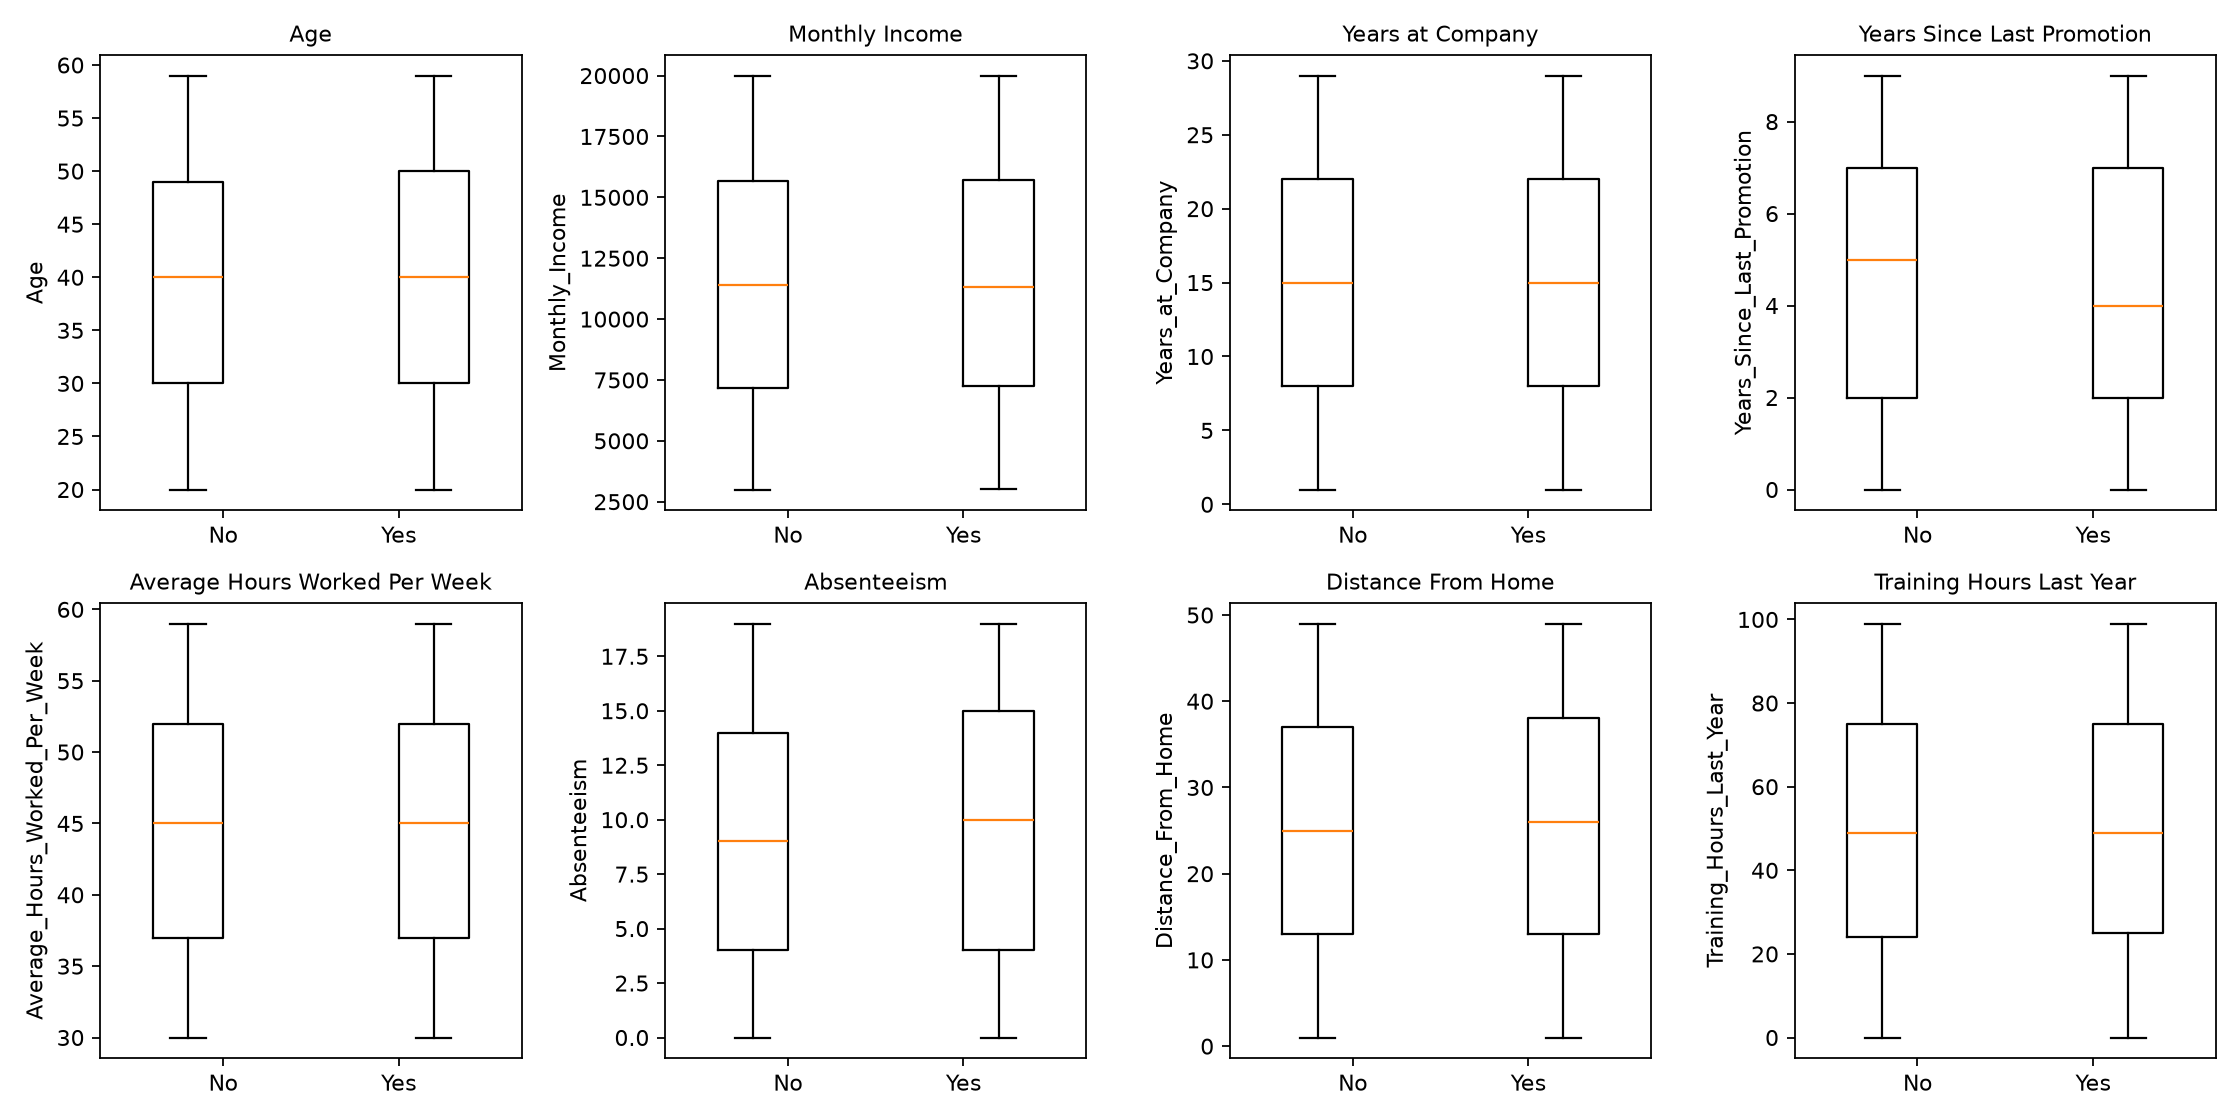 Age
Age
60
55
50
45
40
35
30
25
20
No Yes
Monthly Income
Monthly_Income
20000
17500
15000
12500
10000
7500
5000
2500
No Yes
Years at Company
Years_at_Company
30
25
20
15
10
5
0
No Yes
Years Since Last Promotion
Years_Since_Last_Promotion
8
6
4
2
0
No Yes
Average Hours Worked Per Week
Average_Hours_Worked_Per_Week
60
55
50
45
40
35
30
No Yes
Absenteeism
Absenteeism
17.5
15.0
12.5
10.0
7.5
5.0
2.5
0.0
No Yes
Distance From Home
Distance_From_Home
50
40
30
20
10
0
No Yes
Training Hours Last Year
Training_Hours_Last_Year
100
80
60
40
20
0
No Yes